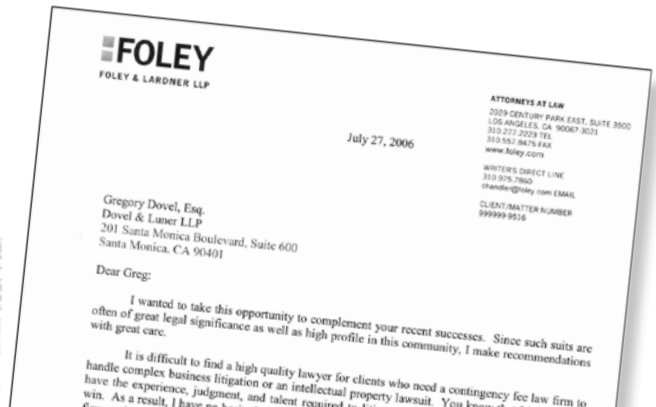 FOLEY
FOLEY & LARDNER LLP
ATTORNEYS AT LAW
2029 CENTURY PARK EAST, SUITE 3500
LOS ANGELES, CA 90067-3021
310.277.2223 TEL
310.557.8475 FAX
www.foley.com
WRITER'S DIRECT LINE
310.975.7860
chandler@foley.com EMAIL
CLIENT/MATTER NUMBER
999999-9516
July 27, 2006
Gregory Dovel, Esq.
Dovel & Luner LLP
201 Santa Monica Boulevard, Suite 600
Santa Monica, CA 90401
Dear Greg:
I wanted to take this opportunity to complement your recent successes. Since such suits are
often of great legal significance as well as high profile in this community, I make recommendations
with great care.
It is difficult to find a high quality lawyer for clients who need a contingency fee law firm to
handle complex business litigation or an intellectual property lawsuit. You know
have the experience, judgment, and talent required to
win. As a result, I have no